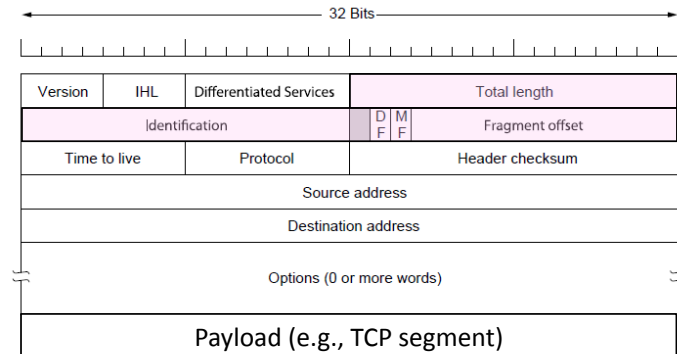 32 Bits
Version IHL Differentiated Services Total length
Identification D F M F Fragment offset
Time to live Protocol Header checksum
Source address
Destination address
Options (0 or more words)
Payload (e.g., TCP segment)